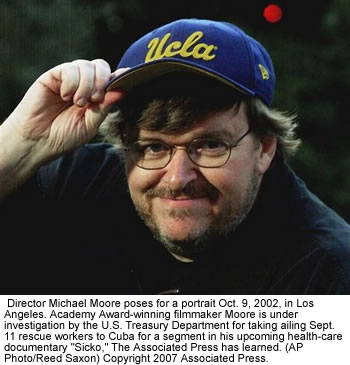 Ucla
Director Michael Moore poses for a portrait Oct. 9, 2002, in Los
Angeles. Academy Award-winning filmmaker Moore is under
investigation by the U.S. Treasury Department for taking ailing Sept.
11 rescue workers to Cuba for a segment in his upcoming health-care
documentary "Sicko," The Associated Press has learned. (AP
Photo/Reed Saxon) Copyright 2007 Associated Press.